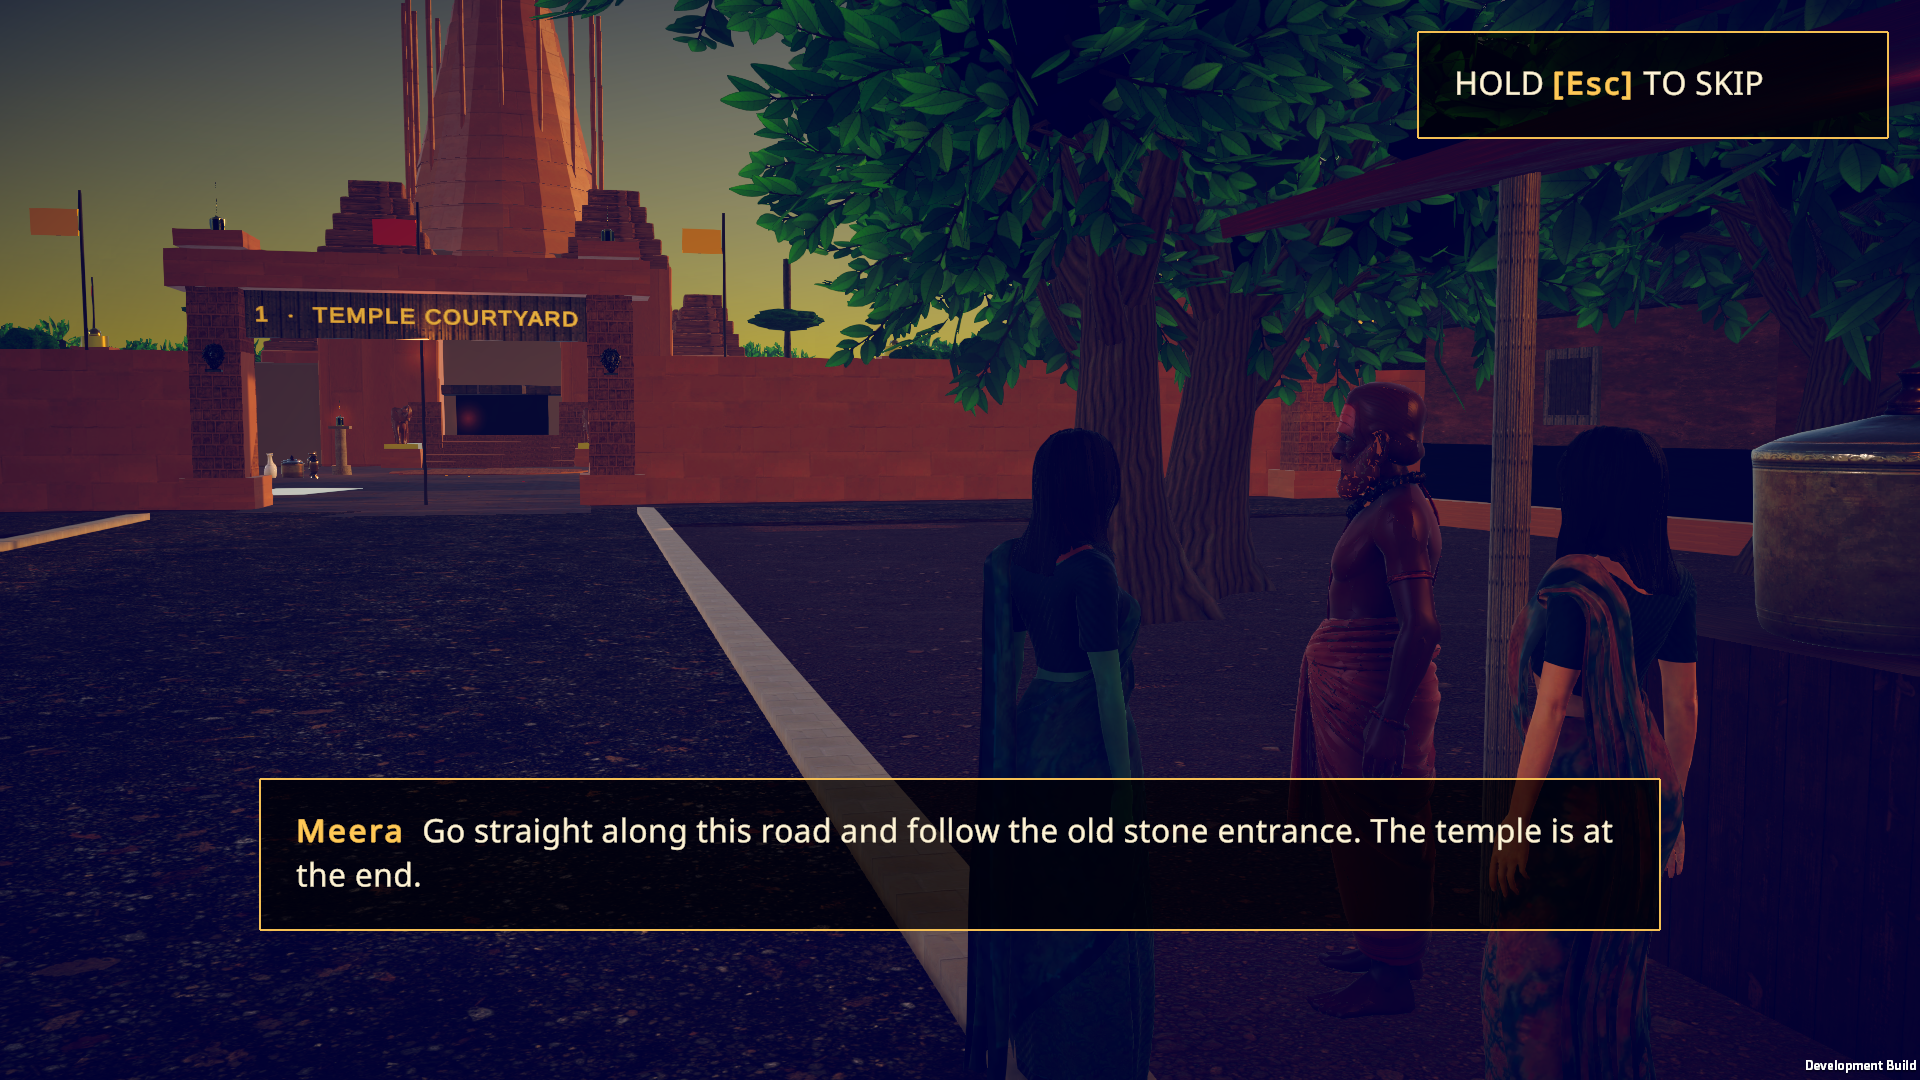 HOLD [Esc] TO SKIP
1 · TEMPLE COURTYARD
Meera Go straight along this road and follow the old stone entrance. The temple is at
the end.
Development Build